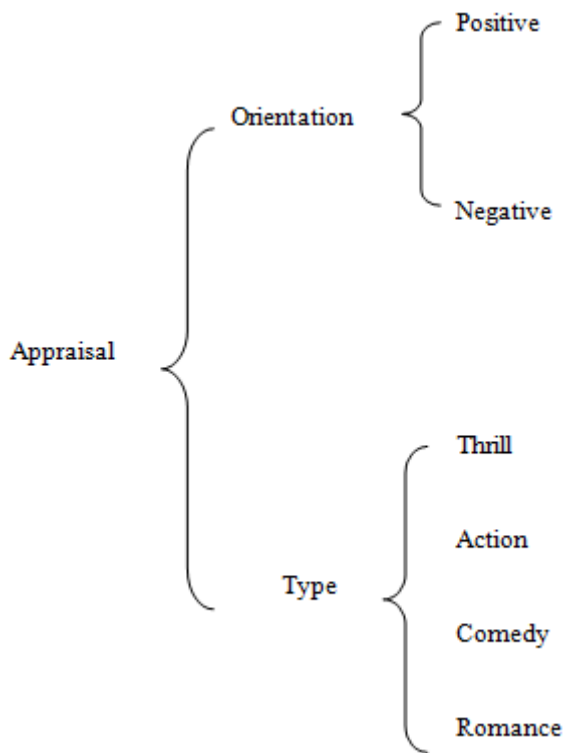 Positive
Orientation
Negative
Appraisal
Thrill
Action
Type
Comedy
Romance